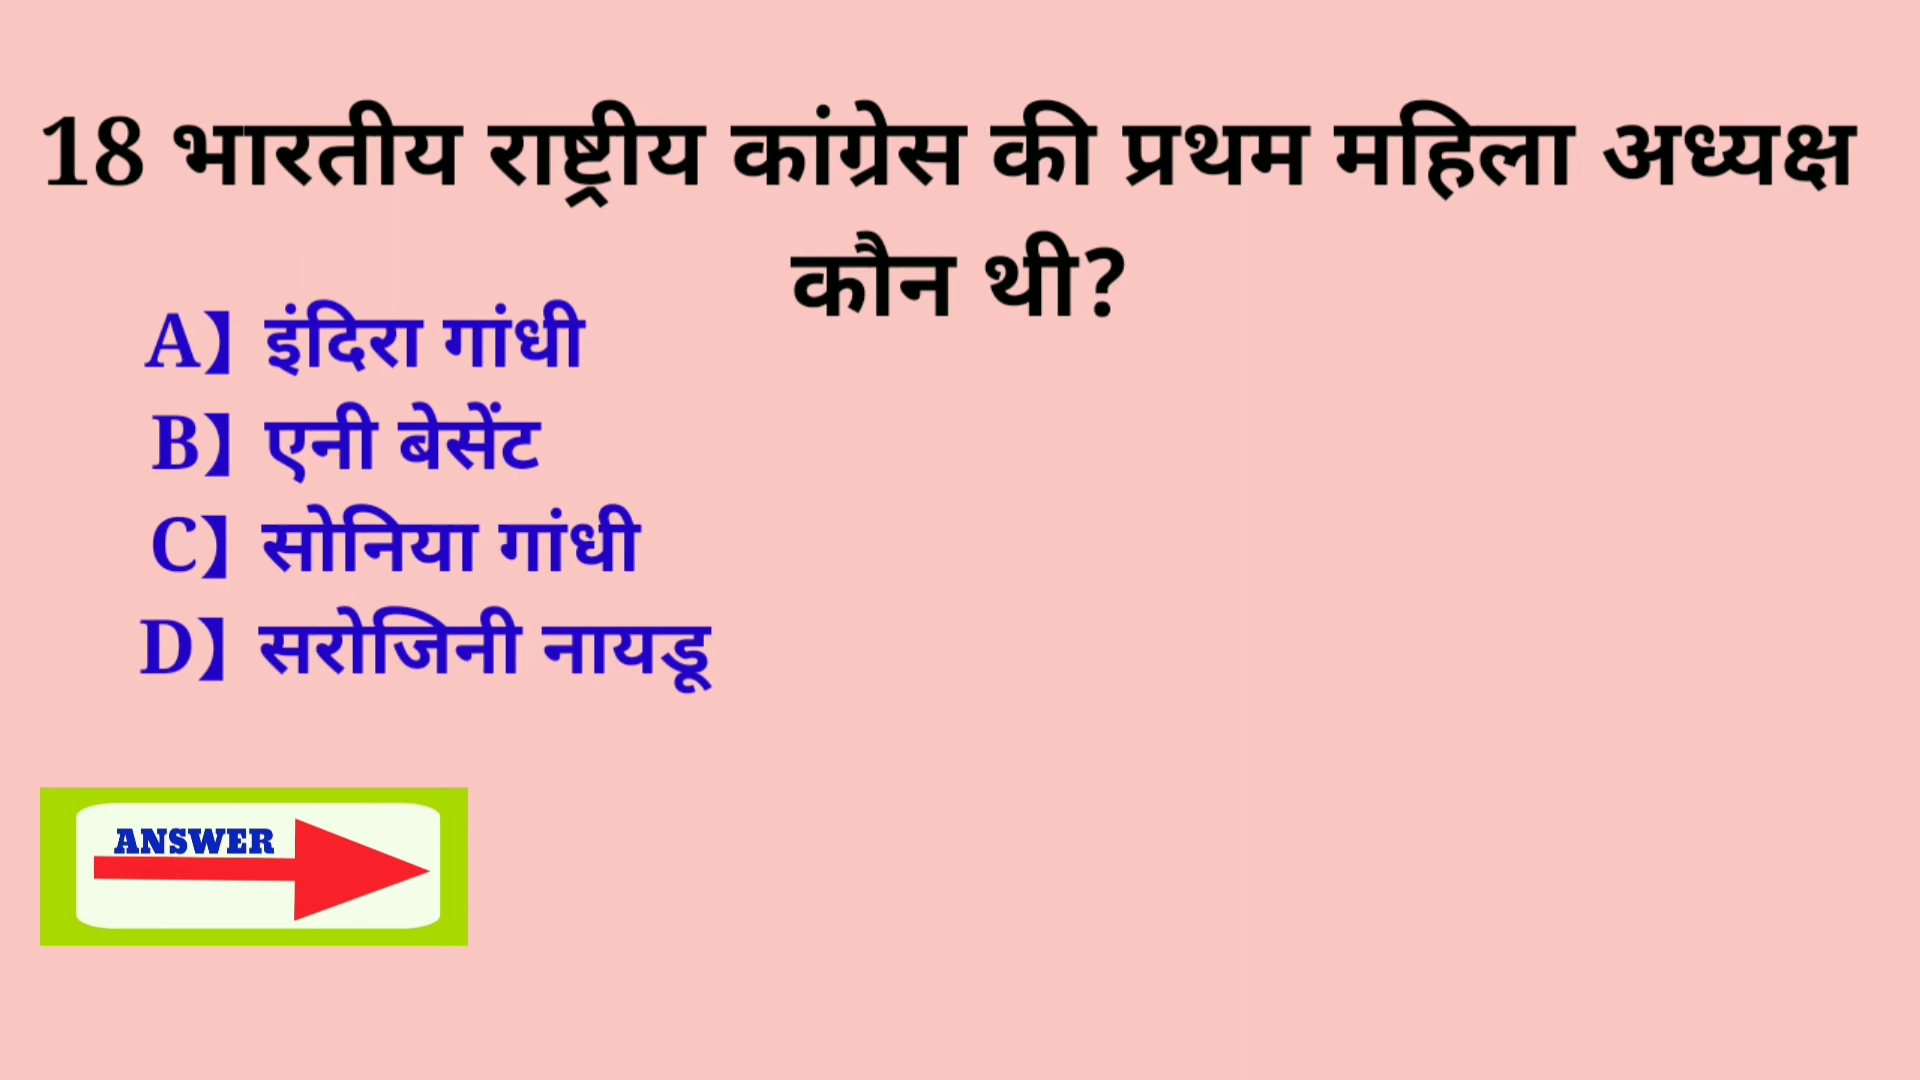 18 भारतीय राष्ट्रीय कांग्रेस की प्रथम महिला अध्यक्ष
कौन थी?
A】इंदिरा गांधी
B】एनी बेसेंट
C】सोनिया गांधी
D】सरोजिनी नायडू
ANSWER